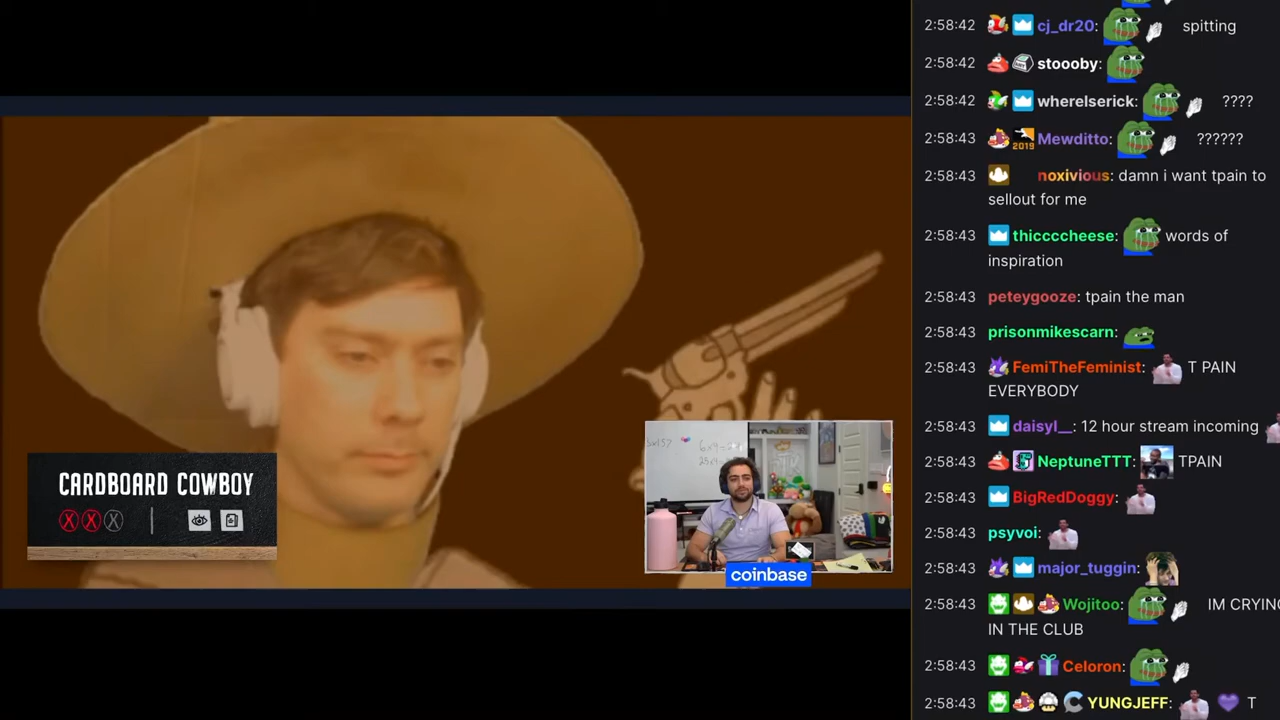 CARDBOARD COWBOY
X X X
coinbase
2:58:42 cj_dr20: spitting
2:58:42 stoooby:
2:58:42 wherelserick: ????
2:58:43 2019 Mewditto: ??????
2:58:43 noxivious: damn i want tpain to
sellout for me
2:58:43 thiccccheese: words of
inspiration
2:58:43 peteygooze: tpain the man
2:58:43 prisonmikescarn:
2:58:43 FemiTheFeminist: T PAIN
EVERYBODY
2:58:43 daisyl__: 12 hour stream incoming
2:58:43 NeptuneTTT: TPAIN
2:58:43 BigRedDoggy:
2:58:43 psyvoi:
2:58:43 major_tuggin:
2:58:43 Wojitoo: IM CRYING
IN THE CLUB
2:58:43 Celoron:
2:58:43 YUNGJEFF: T